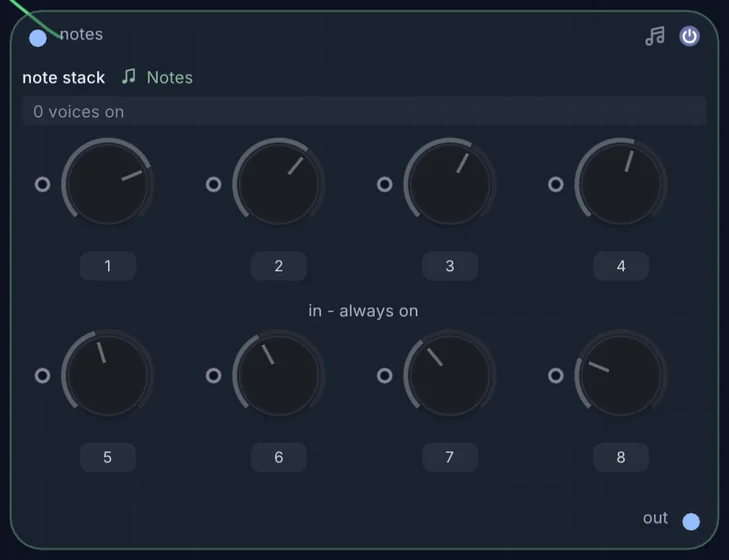 notes
note stack Notes
0 voices on
1 2 3 4
in - always on
5 6 7 8
out